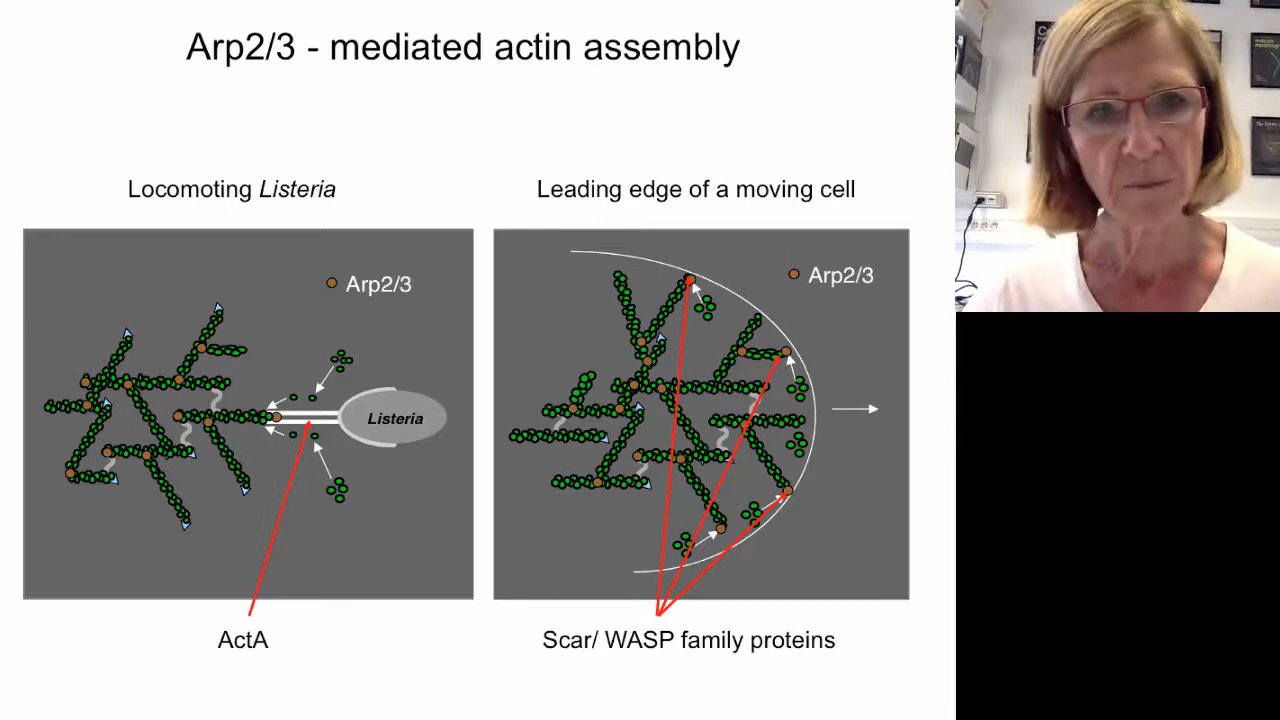 Arp2/3 - mediated actin assembly
Locomoting Listeria
Leading edge of a moving cell
Arp2/3
Arp2/3
Listeria
ActA
Scar/ WASP family proteins